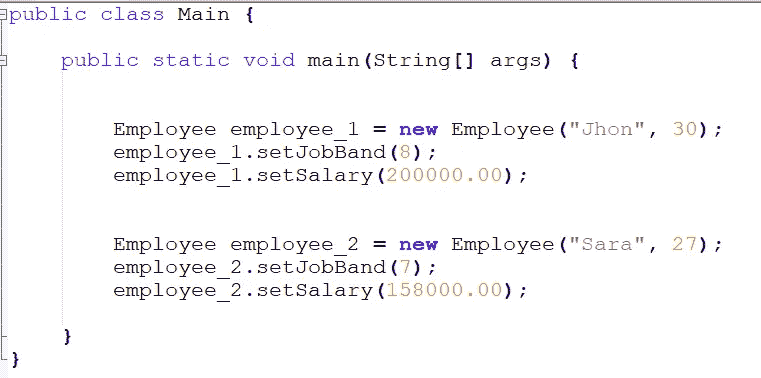 public class Main {
public static void main(String[] args) {
Employee employee_1 = new Employee("Jhon", 30);
employee_1.setJobBand(8);
employee_1.setSalary(200000.00);
Employee employee_2 = new Employee("Sara", 27);
employee_2.setJobBand(7);
employee_2.setSalary(158000.00);
}
}